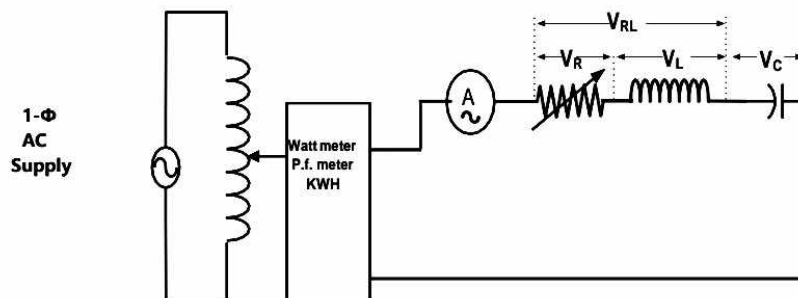 1-Φ
AC
Supply
Watt meter
P.f. meter
KWH
A
V_RL
V_R
V_L
V_C